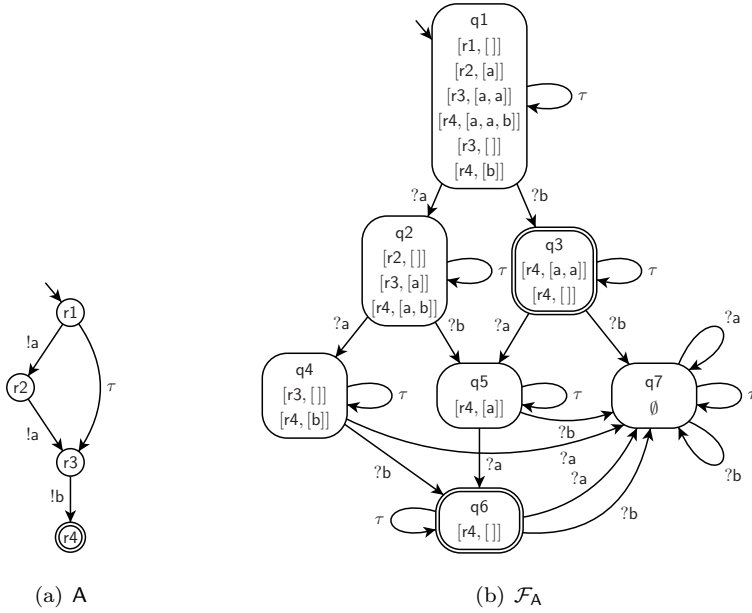 q1
[r1, [ ]]
[r2, [a]]
[r3, [a, a]]
[r4, [a, a, b]]
[r3, [ ]]
[r4, [b]]
τ
?a
?b
q2
[r2, [ ]]
[r3, [a]]
[r4, [a, b]]
τ
q3
[r4, [a, a]]
[r4, [ ]]
τ
?a
?b
?a
?b
q4
[r3, [ ]]
[r4, [b]]
τ
q5
[r4, [a]]
τ
q7
∅
?a
τ
?b
?b
?a
?b
?a
q6
[r4, [ ]]
τ
?a
?b
r1
!a
r2
τ
!a
r3
!b
r4
(a) A
(b) ℱA